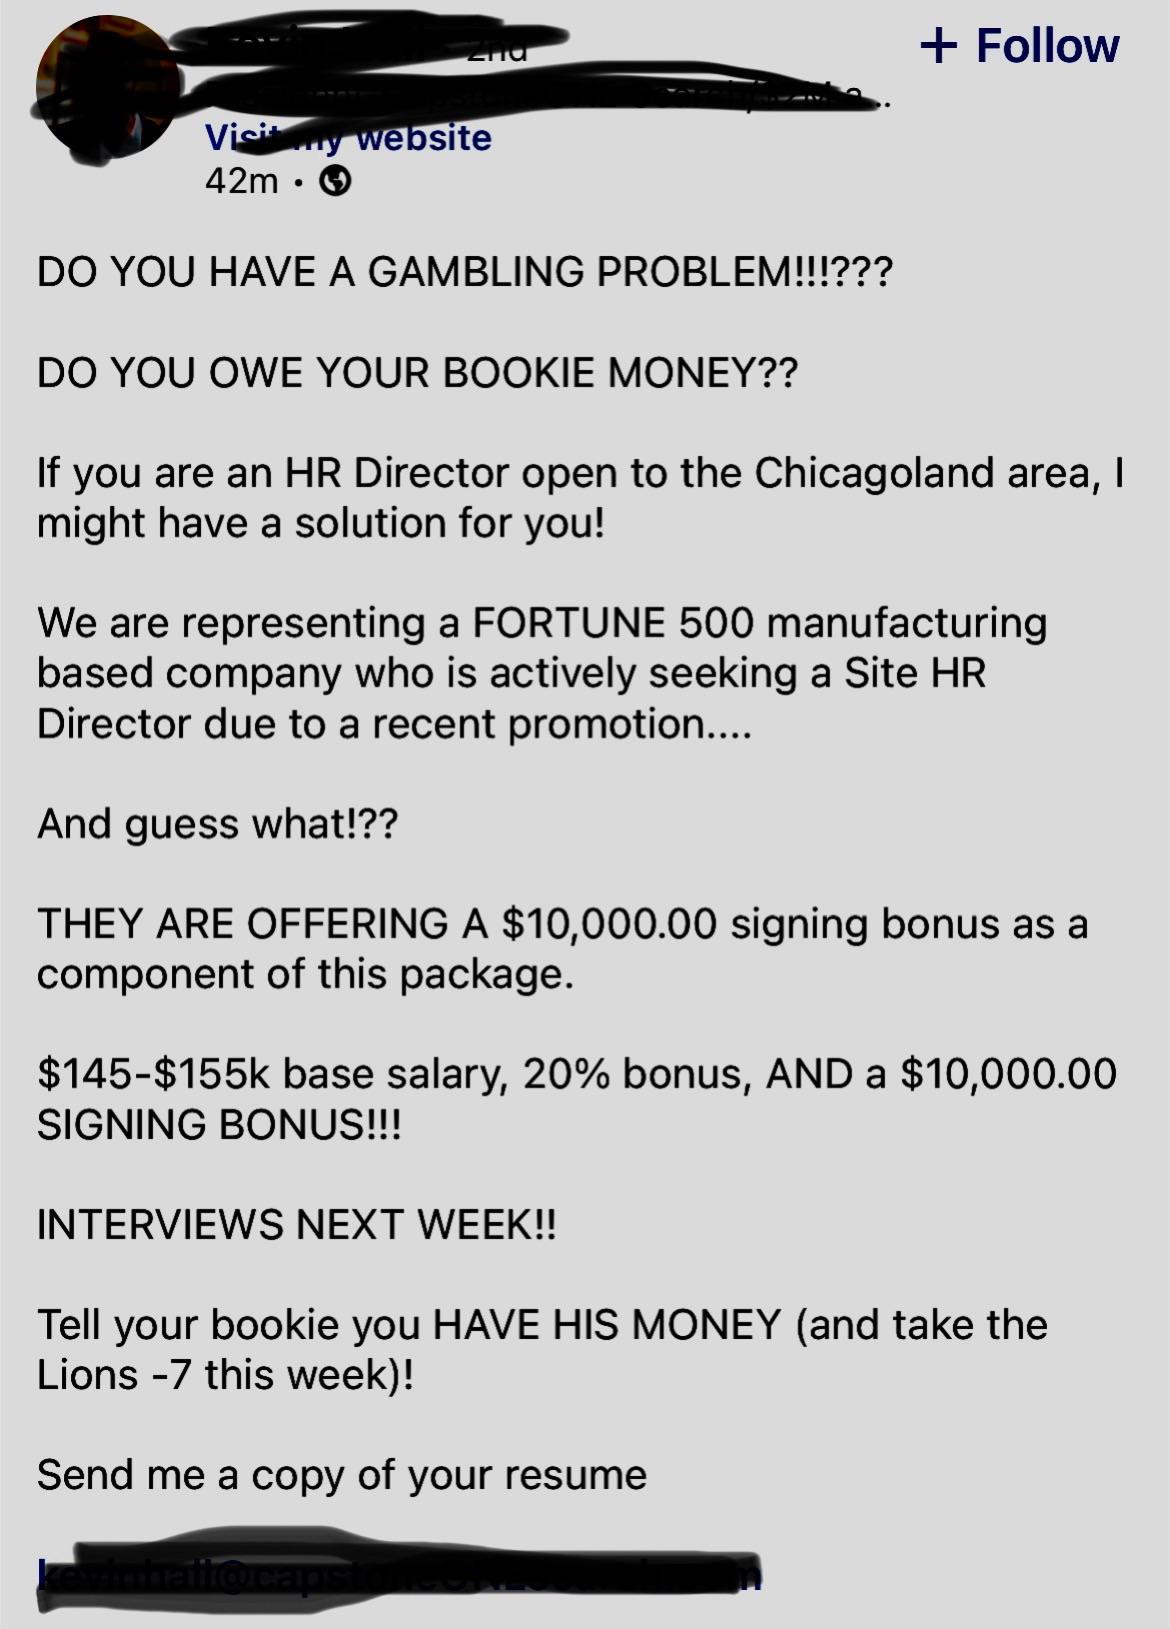 2nd
+ Follow
Visit my website
42m •
DO YOU HAVE A GAMBLING PROBLEM!!!???
DO YOU OWE YOUR BOOKIE MONEY??
If you are an HR Director open to the Chicagoland area, I
might have a solution for you!
We are representing a FORTUNE 500 manufacturing
based company who is actively seeking a Site HR
Director due to a recent promotion....
And guess what!??
THEY ARE OFFERING A $10,000.00 signing bonus as a
component of this package.
$145-$155k base salary, 20% bonus, AND a $10,000.00
SIGNING BONUS!!!
INTERVIEWS NEXT WEEK!!
Tell your bookie you HAVE HIS MONEY (and take the
Lions -7 this week)!
Send me a copy of your resume